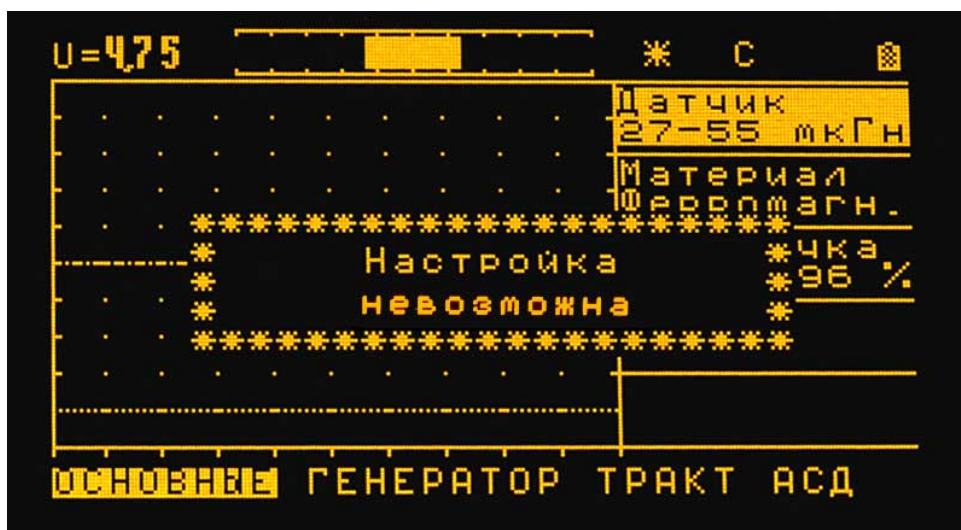 U=4,75 * C
Датчик
27-55 мкГн
Материал
Ферромагн.
чка
96 %
Настройка
невозможна
ОСНОВНЫЕ ГЕНЕРАТОР ТРАКТ АСД